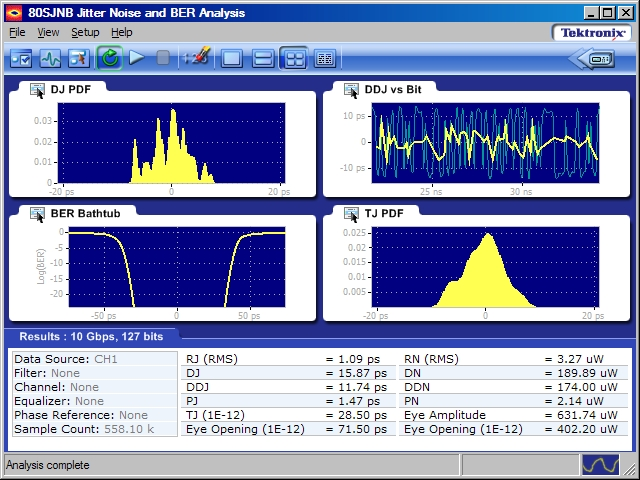 80SJNB Jitter Noise and BER Analysis
File View Setup Help
Tektronix
DJ PDF
0.03
0.02
0.01
0
-20 ps 0 20 ps
DDJ vs Bit
10 ps
0
-10 ps
25 ns 30 ns
BER Bathtub
Log(BER)
0
-5
-10
-15
-20
-50 ps 0 50 ps
TJ PDF
0.025
0.02
0.015
0.01
0.005
-20 ps 0 20 ps
Results : 10 Gbps, 127 bits
Data Source: CH1
Filter: None
Channel: None
Equalizer: None
Phase Reference: None
Sample Count: 558.10 k
RJ (RMS) = 1.09 ps
DJ = 15.87 ps
DDJ = 11.74 ps
PJ = 1.47 ps
TJ (1E-12) = 28.50 ps
Eye Opening (1E-12) = 71.50 ps
RN (RMS) = 3.27 uW
DN = 189.89 uW
DDN = 174.00 uW
PN = 2.14 uW
Eye Amplitude = 631.74 uW
Eye Opening (1E-12) = 402.20 uW
Analysis complete